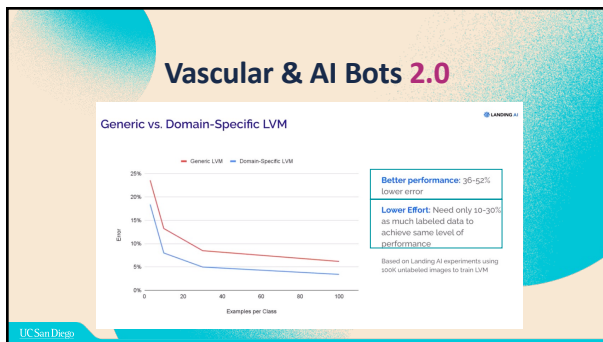 Vascular & AI Bots 2.0
LANDING AI
Generic vs. Domain-Specific LVM
Generic LVM
Domain-Specific LVM
25%
20%
15%
10%
5%
0%
Error
0
20
40
60
80
100
Examples per Class
Better performance: 36-52%
lower error
Lower Effort: Need only 10-30%
as much labeled data to
achieve same level of
performance
Based on Landing AI experiments using
100K unlabeled images to train LVM
UC San Diego